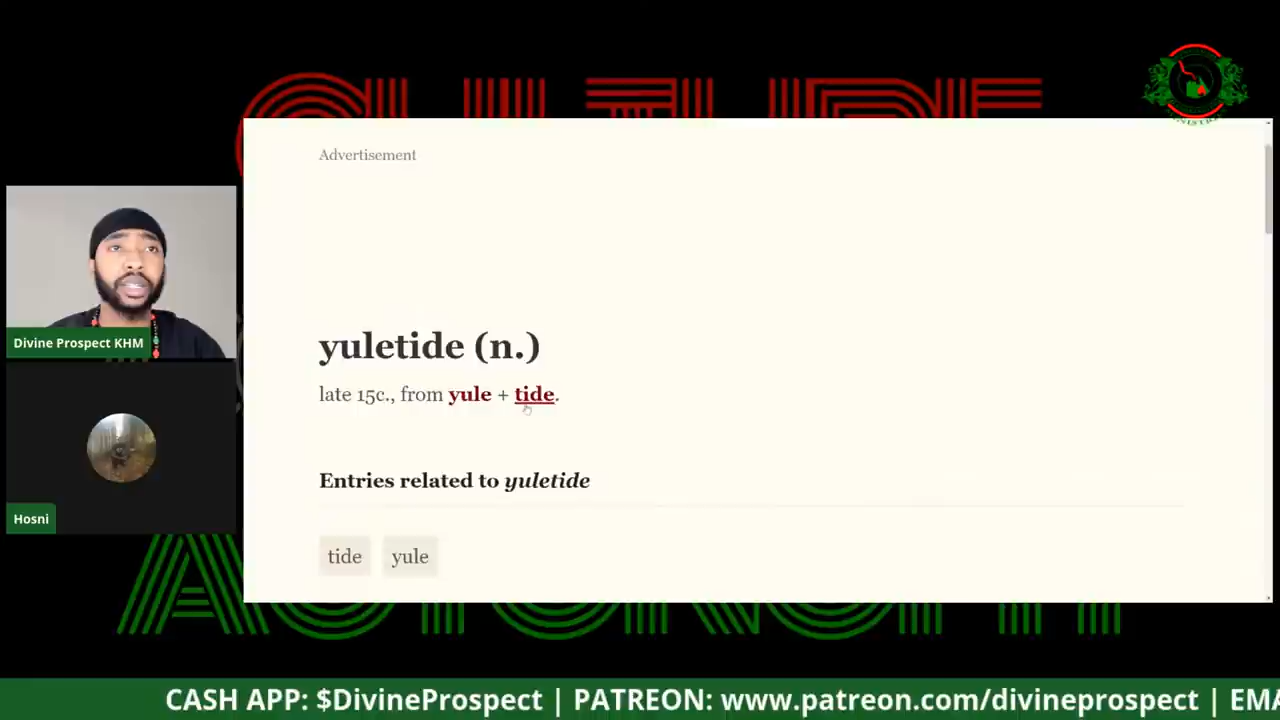 Advertisement
yuletide (n.)
late 15c., from yule + tide.
Entries related to yuletide
tide yule
Divine Prospect KHM
Hosni
CASH APP: $DivineProspect | PATREON: www.patreon.com/divineprospect | EMA